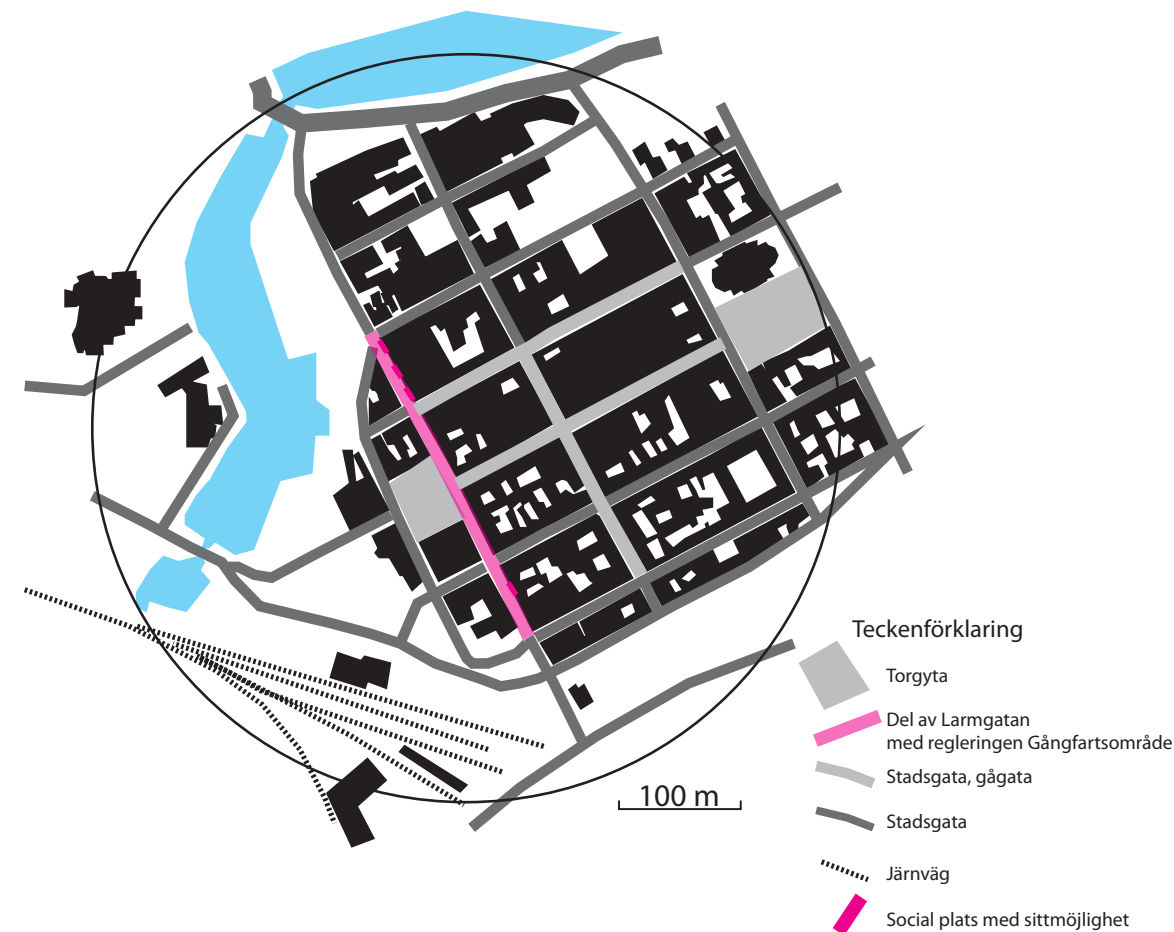 100 m
Teckenförklaring
Torgyta
Del av Larmgatan
med regleringen Gångfartsområde
Stadsgata, gågata
Stadsgata
Järnväg
Social plats med sittmöjlighet